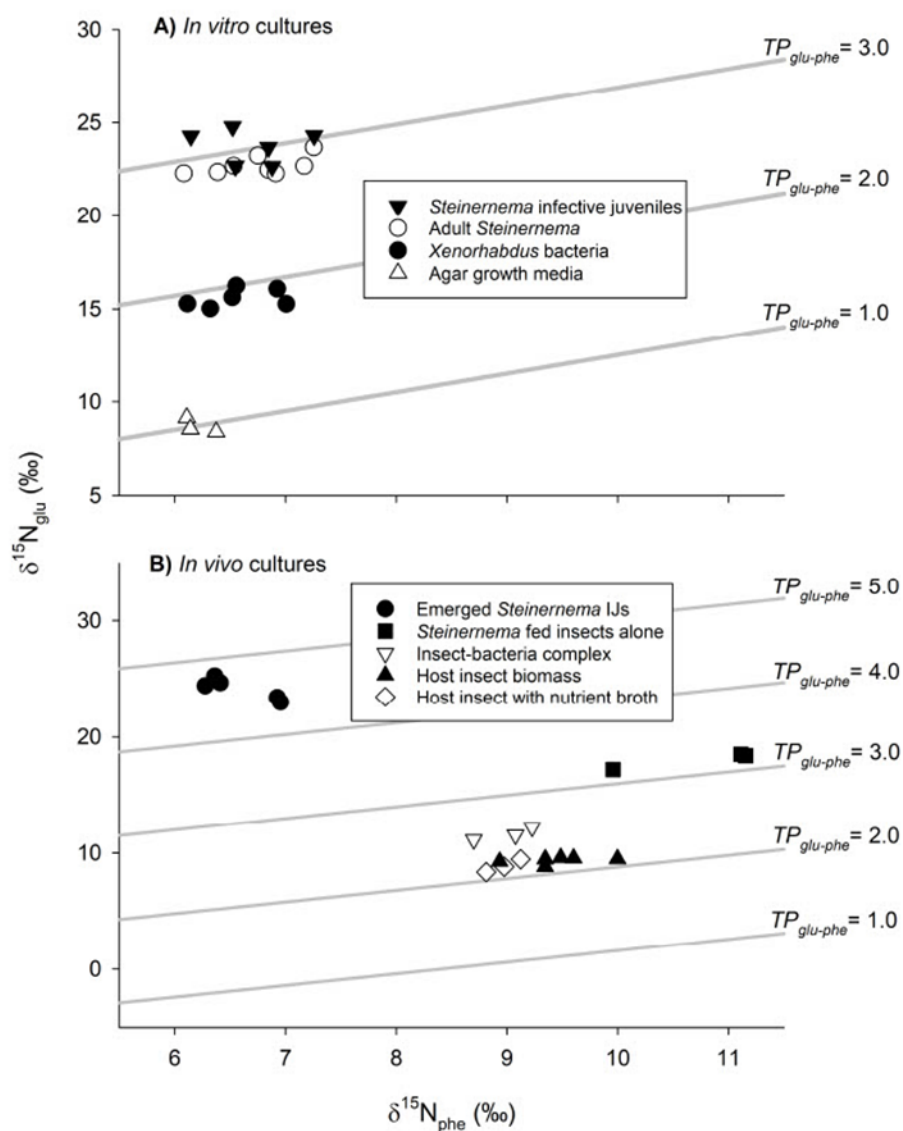 A) In vitro cultures
30
25
20
15
10
5
TPglu-phe= 3.0
TPglu-phe= 2.0
TPglu-phe= 1.0
Steinernema infective juveniles
Adult Steinernema
Xenorhabdus bacteria
Agar growth media
δ15Nglu (‰)
B) In vivo cultures
30
20
10
0
TPglu-phe= 5.0
TPglu-phe= 4.0
TPglu-phe= 3.0
TPglu-phe= 2.0
TPglu-phe= 1.0
Emerged Steinernema IJs
Steinernema fed insects alone
Insect-bacteria complex
Host insect biomass
Host insect with nutrient broth
6 7 8 9 10 11
δ15Nphe (‰)